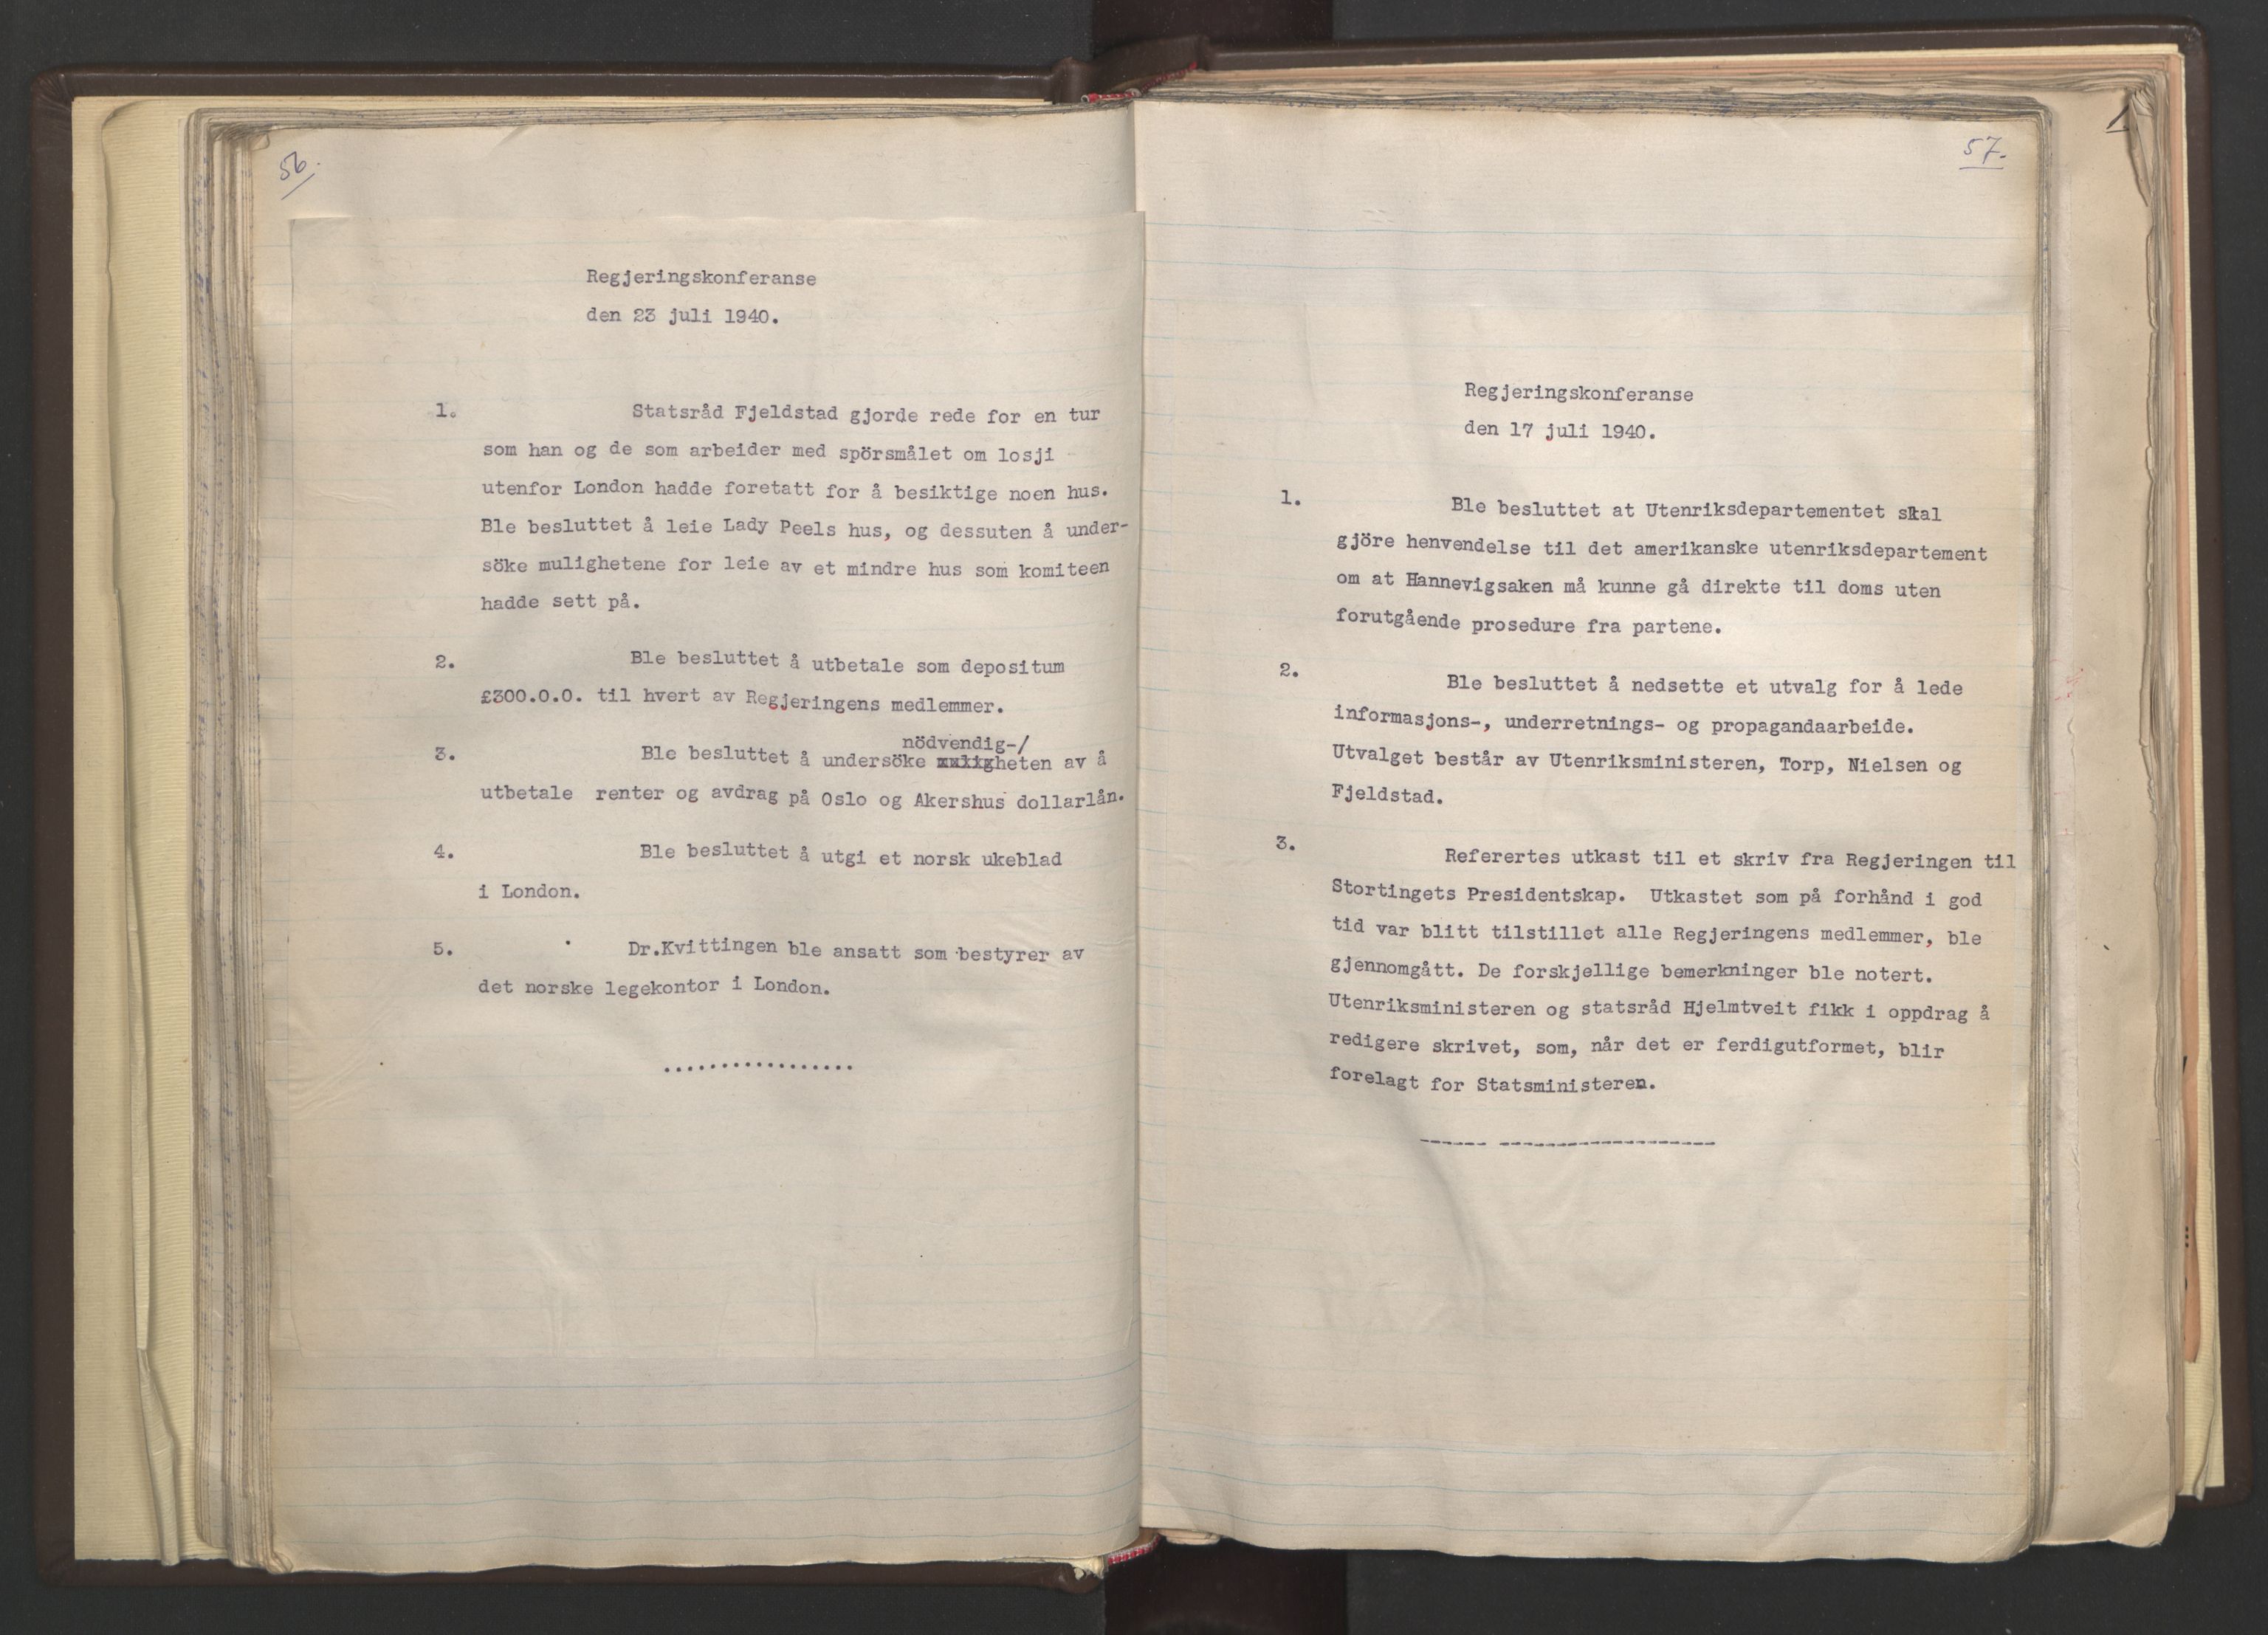 56.
Regjeringskonferanse
den 23 juli 1940.
1. Statsråd Fjeldstad gjorde rede for en tur
som han og de som arbeider med spörsmålet om losji
utenfor London hadde foretatt for å besiktige noen hus.
Ble besluttet å leie Lady Peels hus, og dessuten å under-
söke mulighetene for leie av et mindre hus som komiteen
hadde sett på.
2. Ble besluttet å utbetale som depositum
£300.0.0. til hvert av Regjeringens medlemmer.
nödvendig-/
3. Ble besluttet å undersöke xxligheten av å
utbetale renter og avdrag på Oslo og Akershus dollarlån.
4. Ble besluttet å utgi et norsk ukeblad
i London.
5. Dr.Kvittingen ble ansatt som bestyrer av
det norske legekontor i London.
.................
57.
Regjeringskonferanse
den 17 juli 1940.
1. Ble besluttet at Utenriksdepartementet skal
gjöre henvendelse til det amerikanske utenriksdepartement
om at Hannevigsaken må kunne gå direkte til doms uten
forutgående prosedure fra partene.
2. Ble besluttet å nedsette et utvalg for å lede
informasjons-, underretnings- og propagandaarbeide.
Utvalget består av Utenriksministeren, Torp, Nielsen og
Fjeldstad.
3. Referertes utkast til et skriv fra Regjeringen til
Stortingets Presidentskap. Utkastet som på forhånd i god
tid var blitt tilstillet alle Regjeringens medlemmer, ble
gjennomgått. De forskjellige bemerkninger ble notert.
Utenriksministeren og statsråd Hjelmtveit fikk i oppdrag å
redigere skrivet, som, når det er ferdigutformet, blir
forelagt for Statsministeren.
------ -------------------